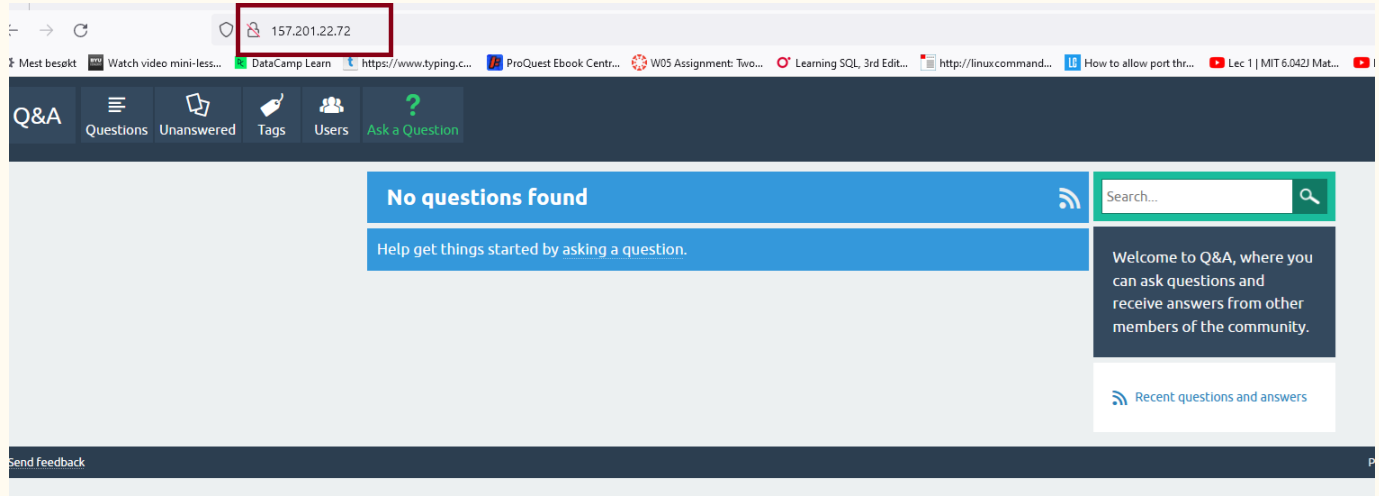 157.201.22.72
Mest besøkt Watch video mini-less... DataCamp Learn https://www.typing.c... ProQuest Ebook Centr... W05 Assignment: Two... Learning SQL, 3rd Edit... http://linuxcommand... How to allow port thr... Lec 1 | MIT 6.042J Mat...
Q&A Questions Unanswered Tags Users Ask a Question
No questions found
Search...
Help get things started by asking a question.
Welcome to Q&A, where you
can ask questions and
receive answers from other
members of the community.
Recent questions and answers
Send feedback